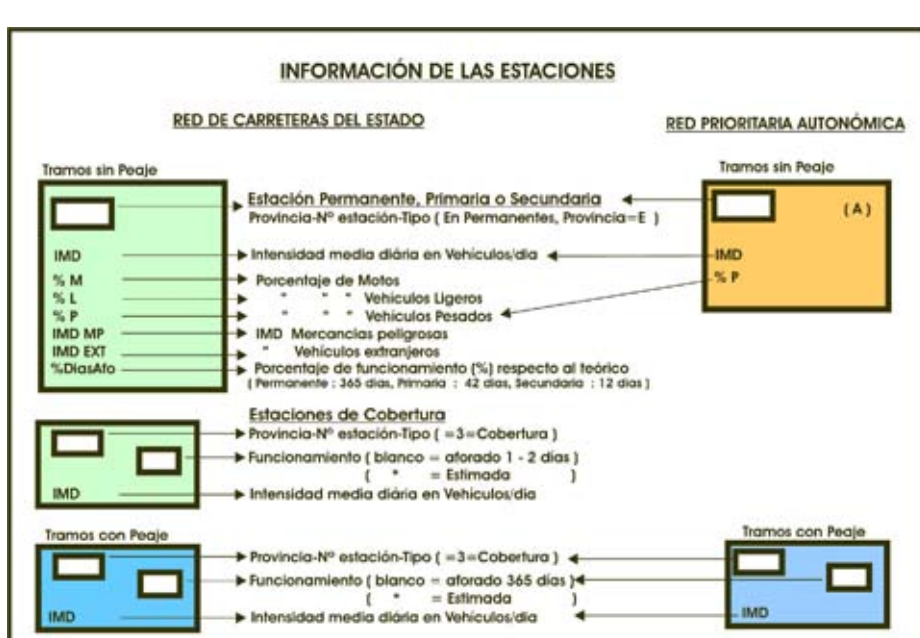 INFORMACIÓN DE LAS ESTACIONES
RED DE CARRETERAS DEL ESTADO
RED PRIORITARIA AUTONÓMICA
Tramos sin Peaje
Tramos sin Peaje
Estación Permanente, Primaria o Secundaria
Provincia-Nº estación-Tipo ( En Permanentes, Provincia=E )
( A )
IMD
Intensidad media diária en Vehículos/día
IMD
% M
Porcentaje de Motos
% P
% L
" " " Vehículos Ligeros
% P
" " " Vehículos Pesados
IMD MP
IMD Mercancias peligrosas
IMD EXT
" Vehículos extranjeros
%DiasAfo
Porcentaje de funcionamiento (%) respecto al teórico
( Permanente : 365 días, Primaria : 42 días, Secundaria : 12 días )
Estaciones de Cobertura
Provincia-Nº estación-Tipo ( =3=Cobertura )
Funcionamiento ( blanco = aforado 1 - 2 días )
( * = Estimada )
IMD
Intensidad media diária en Vehículos/día
Tramos con Peaje
Tramos con Peaje
Provincia-Nº estación-Tipo ( =3=Cobertura )
Funcionamiento ( blanco = aforado 365 días )
( * = Estimada )
IMD
Intensidad media diária en Vehículos/día
IMD